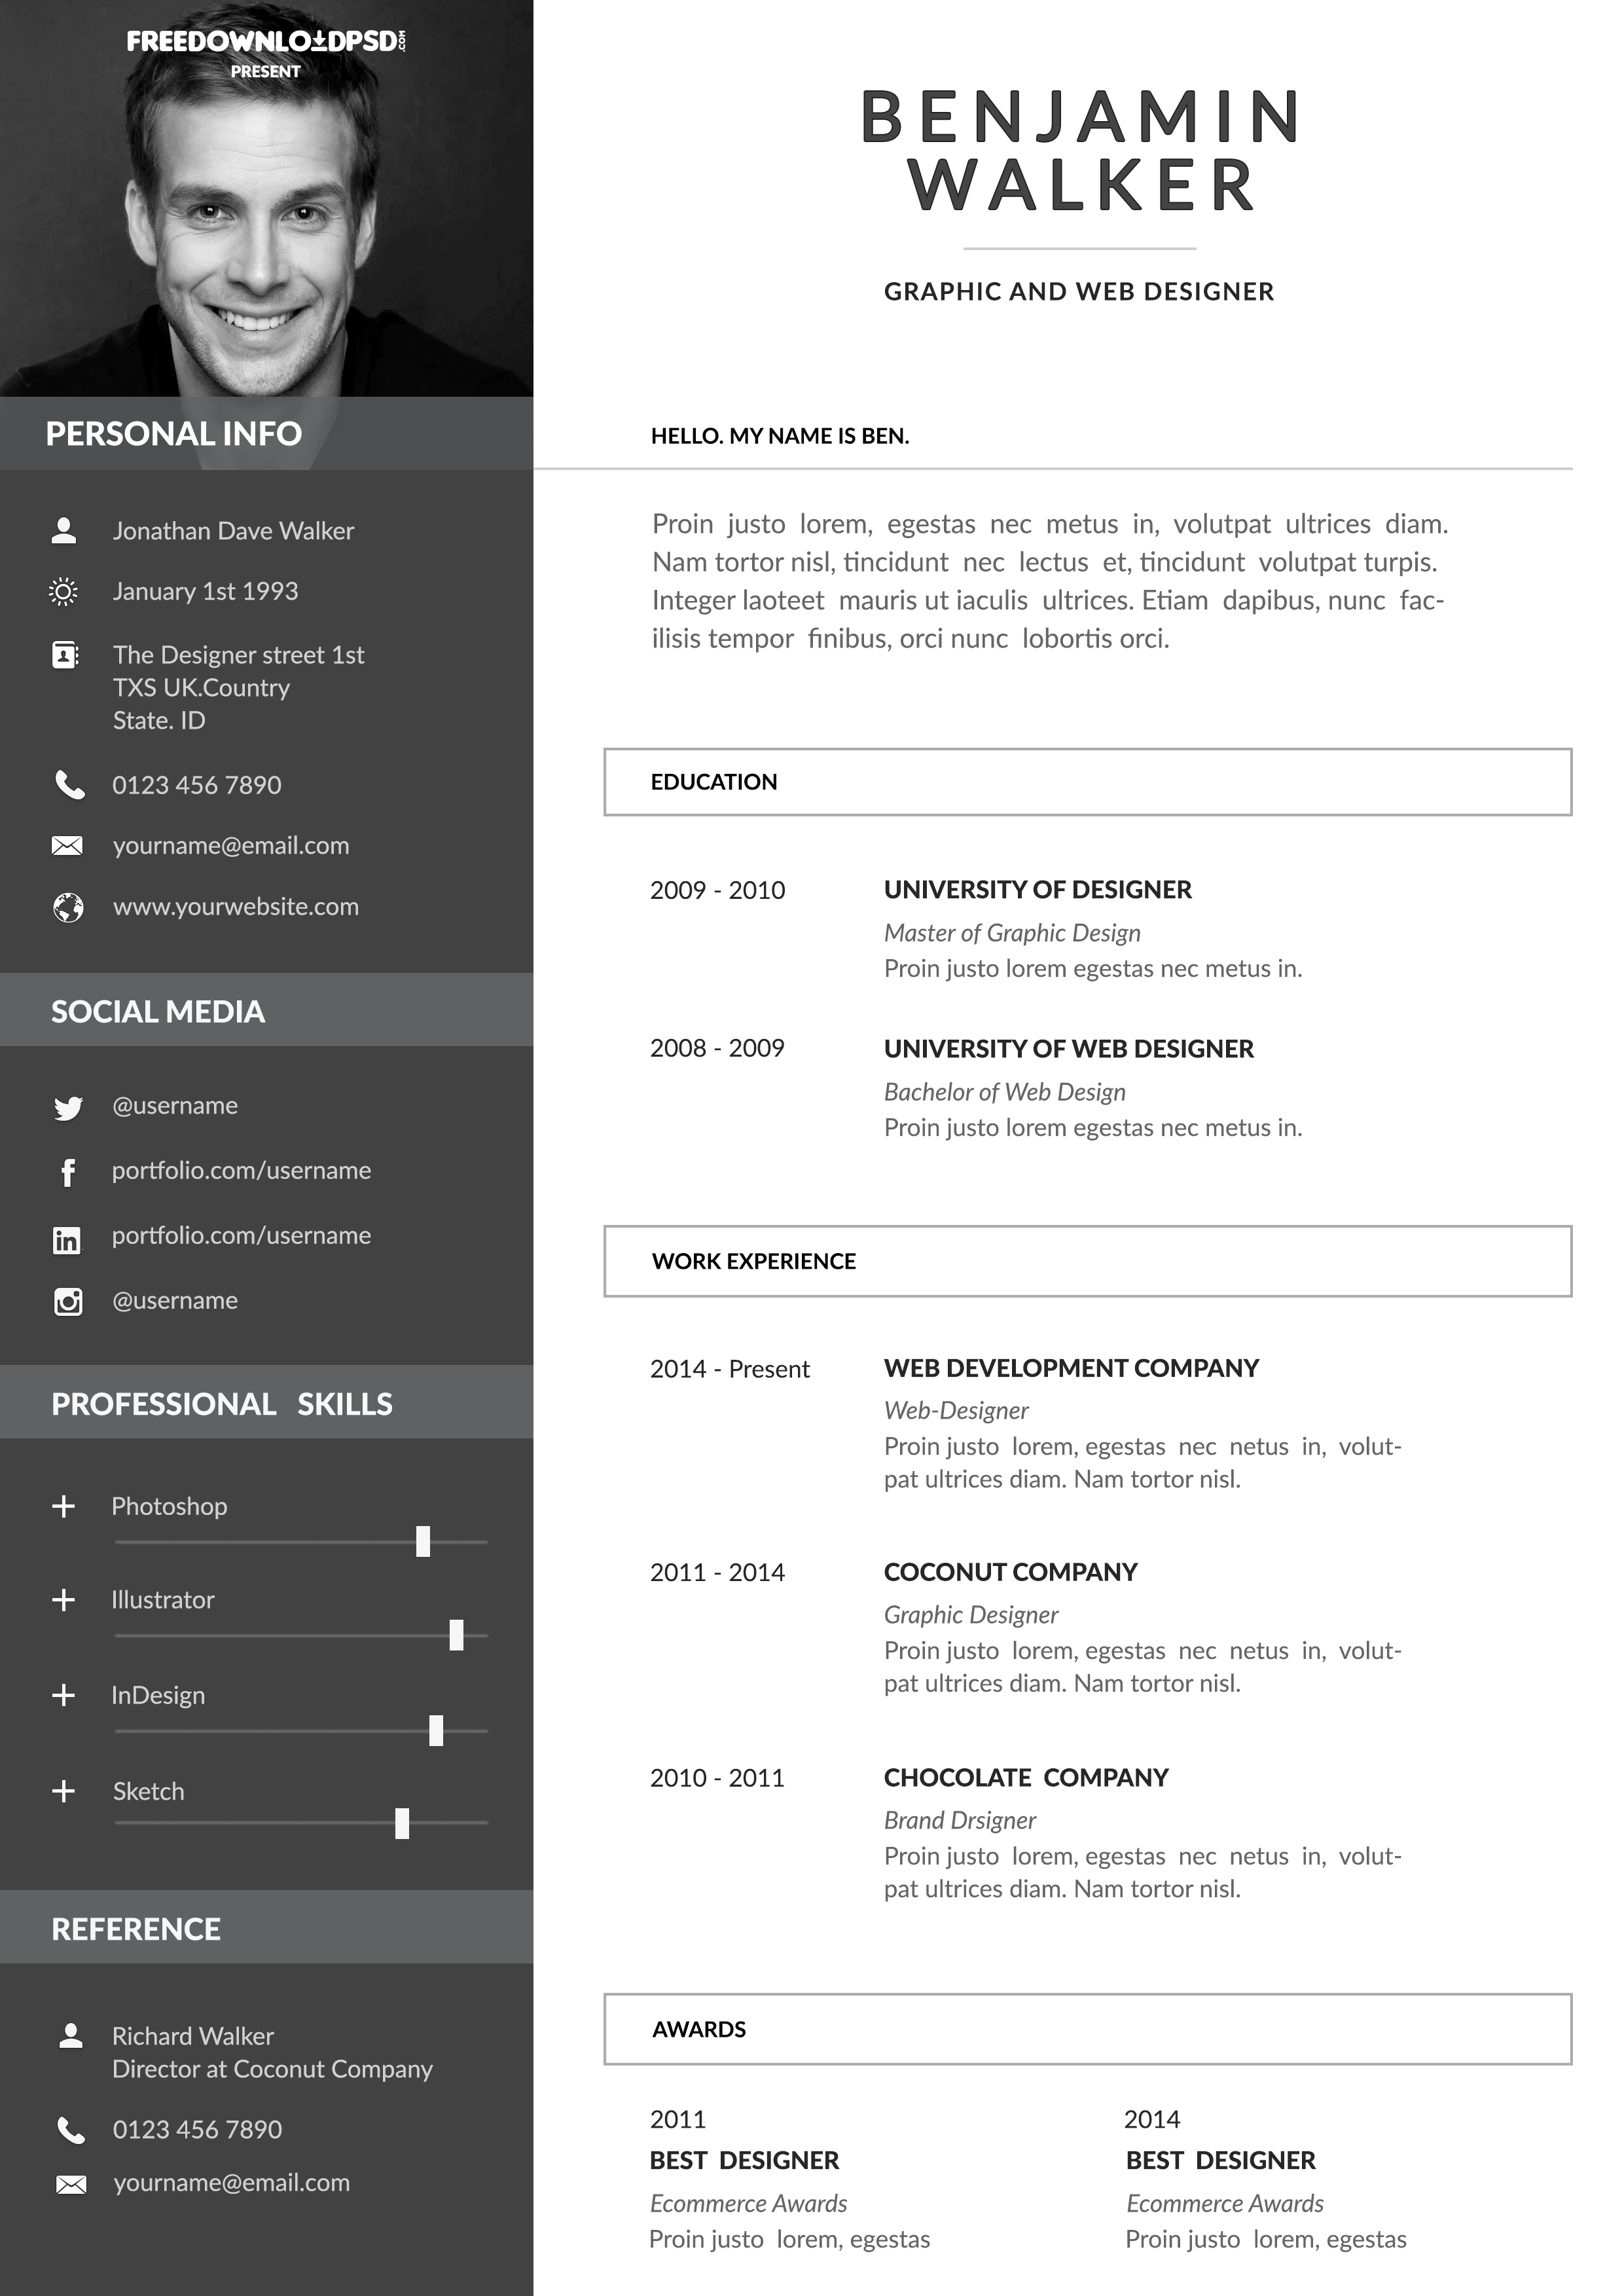 FREEDOWNLOADPSD.COM
PRESENT
BENJAMIN
WALKER
GRAPHIC AND WEB DESIGNER
PERSONAL INFO
Jonathan Dave Walker
January 1st 1993
The Designer street 1st
TXS UK.Country
State. ID
0123 456 7890
yourname@email.com
www.yourwebsite.com
SOCIAL MEDIA
@username
portfolio.com/username
in
portfolio.com/username
@username
PROFESSIONAL SKILLS
Photoshop
Illustrator
InDesign
Sketch
REFERENCE
Richard Walker
Director at Coconut Company
0123 456 7890
yourname@email.com
HELLO. MY NAME IS BEN.
Proin justo lorem, egestas nec metus in, volutpat ultrices diam.
Nam tortor nisl, tincidunt nec lectus et, tincidunt volutpat turpis.
Integer laoteet mauris ut iaculis ultrices. Etiam dapibus, nunc fac-
ilisis tempor finibus, orci nunc lobortis orci.
EDUCATION
2009 - 2010 UNIVERSITY OF DESIGNER
Master of Graphic Design
Proin justo lorem egestas nec metus in.
2008 - 2009 UNIVERSITY OF WEB DESIGNER
Bachelor of Web Design
Proin justo lorem egestas nec metus in.
WORK EXPERIENCE
2014 - Present WEB DEVELOPMENT COMPANY
Web-Designer
Proin justo lorem, egestas nec netus in, volut-
pat ultrices diam. Nam tortor nisl.
2011 - 2014 COCONUT COMPANY
Graphic Designer
Proin justo lorem, egestas nec netus in, volut-
pat ultrices diam. Nam tortor nisl.
2010 - 2011 CHOCOLATE COMPANY
Brand Drsigner
Proin justo lorem, egestas nec netus in, volut-
pat ultrices diam. Nam tortor nisl.
AWARDS
2011
BEST DESIGNER
Ecommerce Awards
Proin justo lorem, egestas
2014
BEST DESIGNER
Ecommerce Awards
Proin justo lorem, egestas